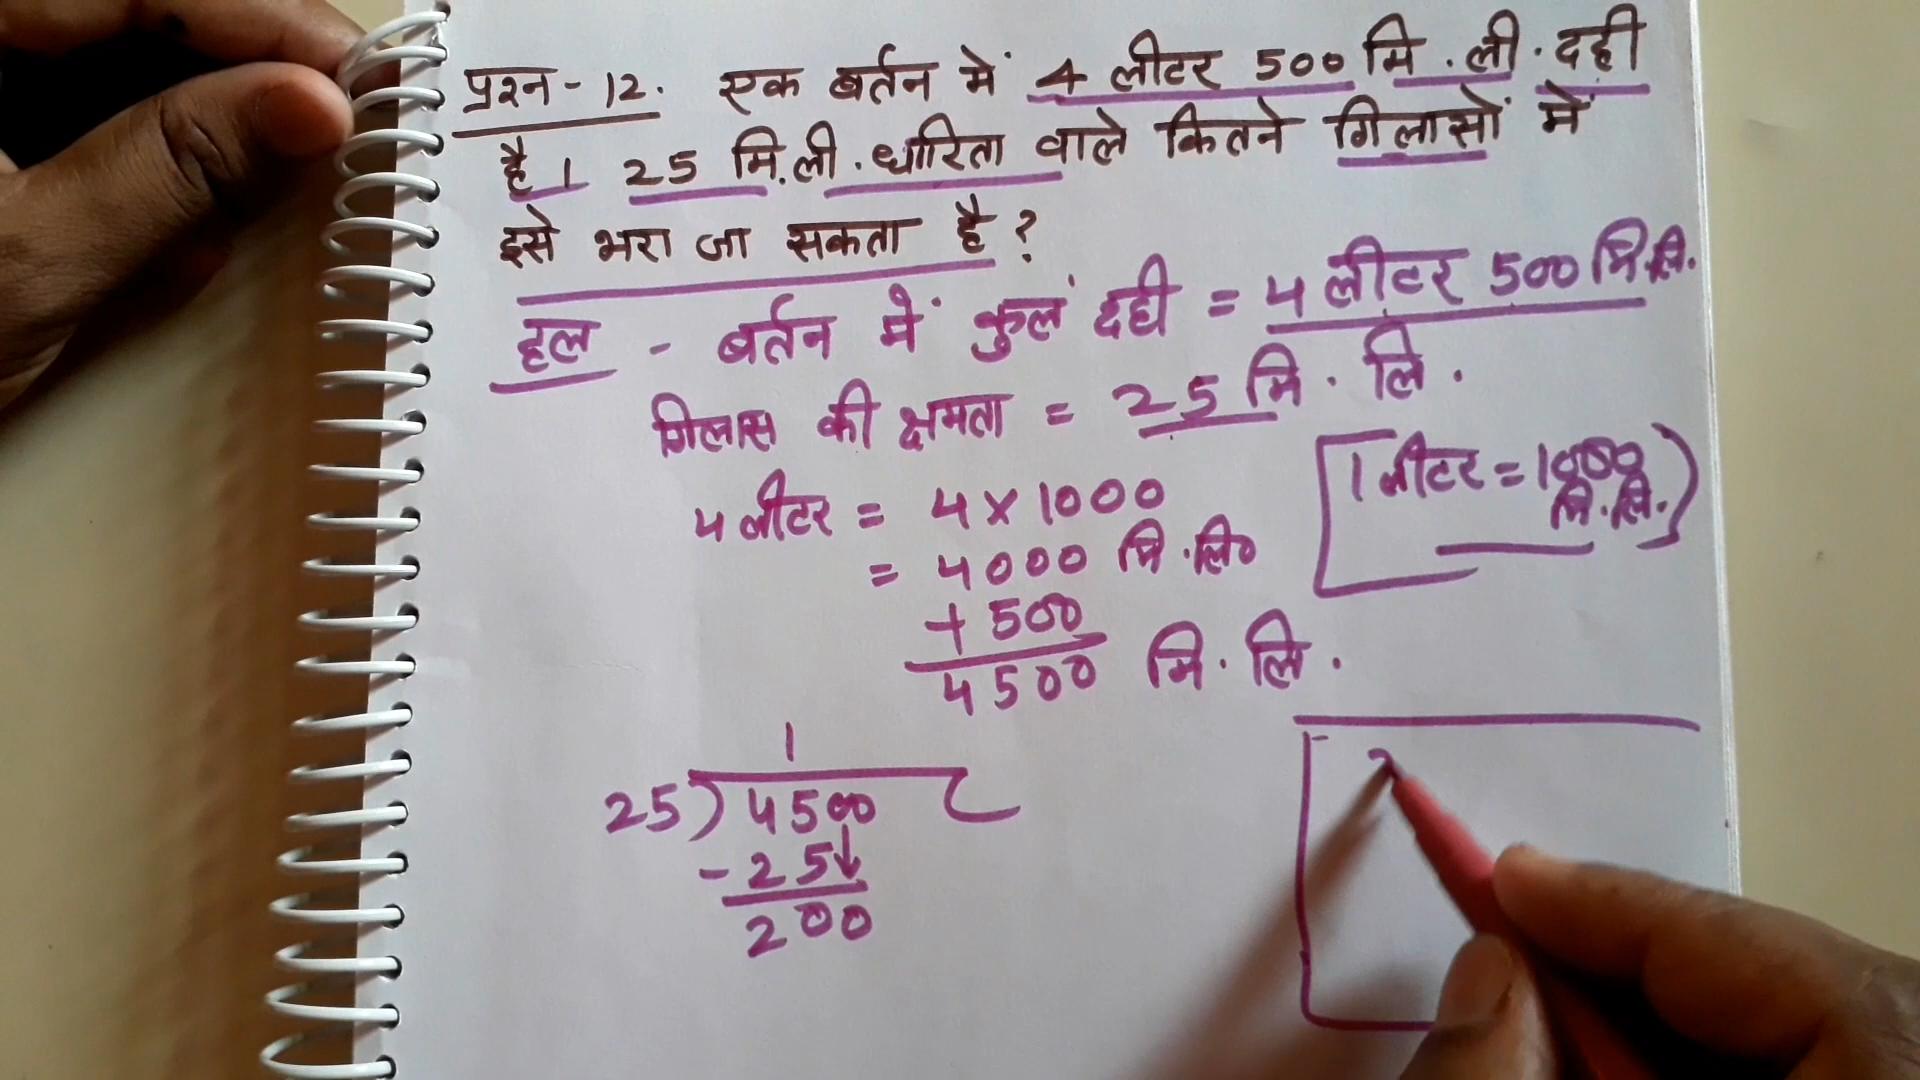 प्रश्न-12. एक बर्तन में 4 लीटर 500 मि.ली. दही
है। 25 मि.ली. धारिता वाले कितने गिलासों में
इसे भरा जा सकता है?
हल - बर्तन में कुल दही = 4 लीटर 500 मि.लि.
गिलास की क्षमता = 25 मि. लि.
[1 लीटर = 1000
मि.लि.)
4 लीटर = 4 x 1000
= 4000 मि.लि०
+ 500
4500 मि. लि.
1
25) 4500
- 25↓
200